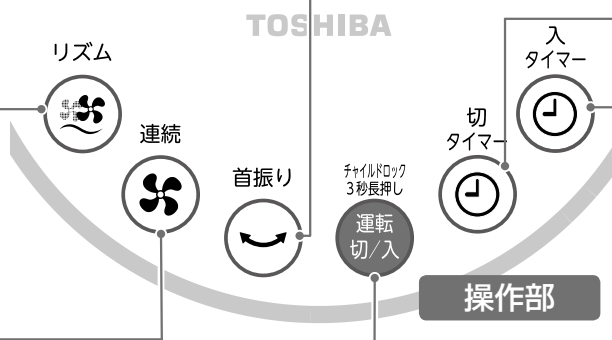 TOSHIBA
リズム
連続
首振り
チャイルドロック
3秒長押し
運転
切/入
切
タイマー
入
タイマー
操作部